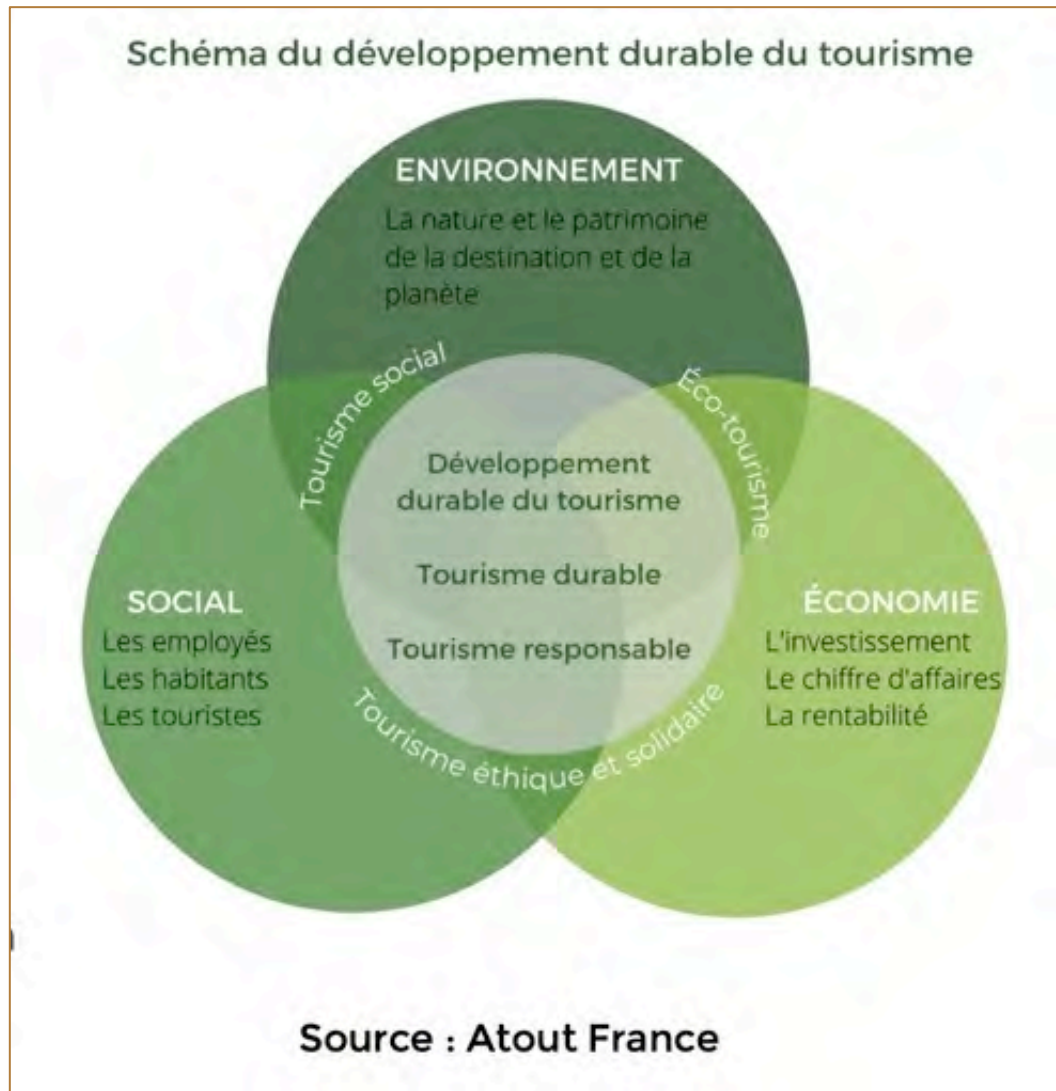 Schéma du développement durable du tourisme
ENVIRONNEMENT
La nature et le patrimoine
de la destination et de la
planète
Tourisme social
Éco-tourisme
Développement
durable du tourisme
Tourisme durable
Tourisme responsable
SOCIAL
Les employés
Les habitants
Les touristes
ÉCONOMIE
L'investissement
Le chiffre d'affaires
La rentabilité
Tourisme éthique et solidaire
Source : Atout France